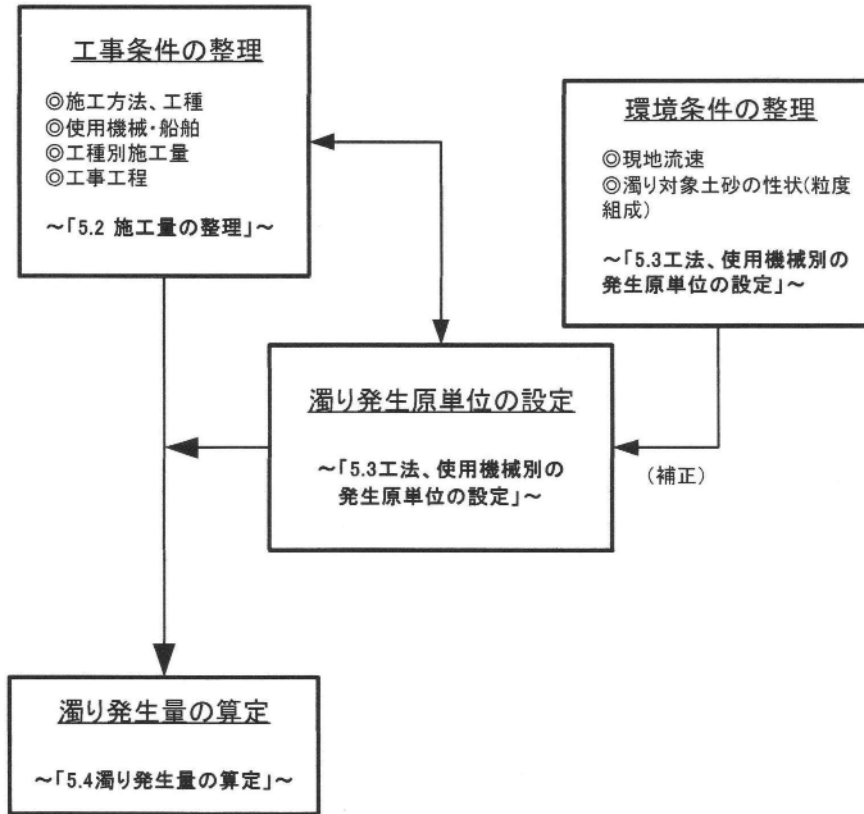 工事条件の整理
◎施工方法、工種
◎使用機械・船舶
◎工種別施工量
◎工事工程
～「5.2 施工量の整理」～
環境条件の整理
◎現地流速
◎濁り対象土砂の性状(粒度
組成)
～「5.3工法、使用機械別の
発生原単位の設定」～
濁り発生原単位の設定
～「5.3工法、使用機械別の
発生原単位の設定」～
(補正)
濁り発生量の算定
～「5.4濁り発生量の算定」～